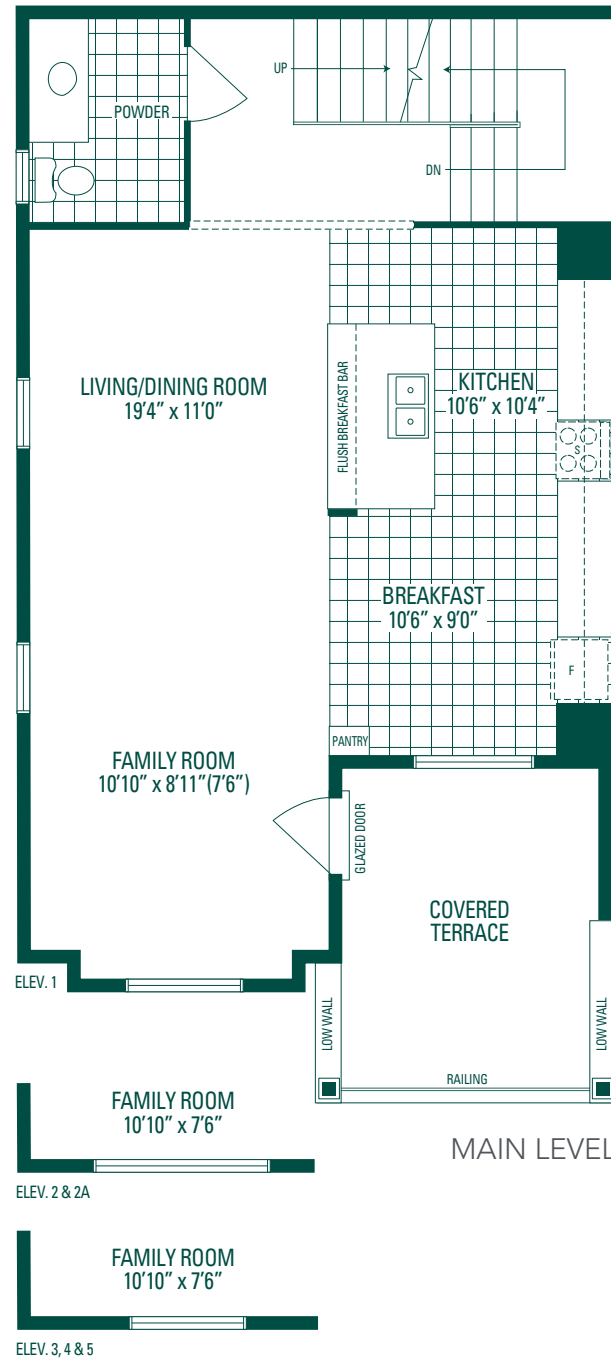 UP
POWDER
DN
LIVING/DINING ROOM
19'4" x 11'0"
FLUSH BREAKFAST BAR
KITCHEN
10'6" x 10'4"
S
BREAKFAST
10'6" x 9'0"
F
PANTRY
FAMILY ROOM
10'10" x 8'11"(7'6")
GLAZED DOOR
COVERED
TERRACE
ELEV. 1
LOW WALL
LOW WALL
RAILING
FAMILY ROOM
10'10" x 7'6"
MAIN LEVEL
ELEV. 2 & 2A
FAMILY ROOM
10'10" x 7'6"
ELEV. 3, 4 & 5